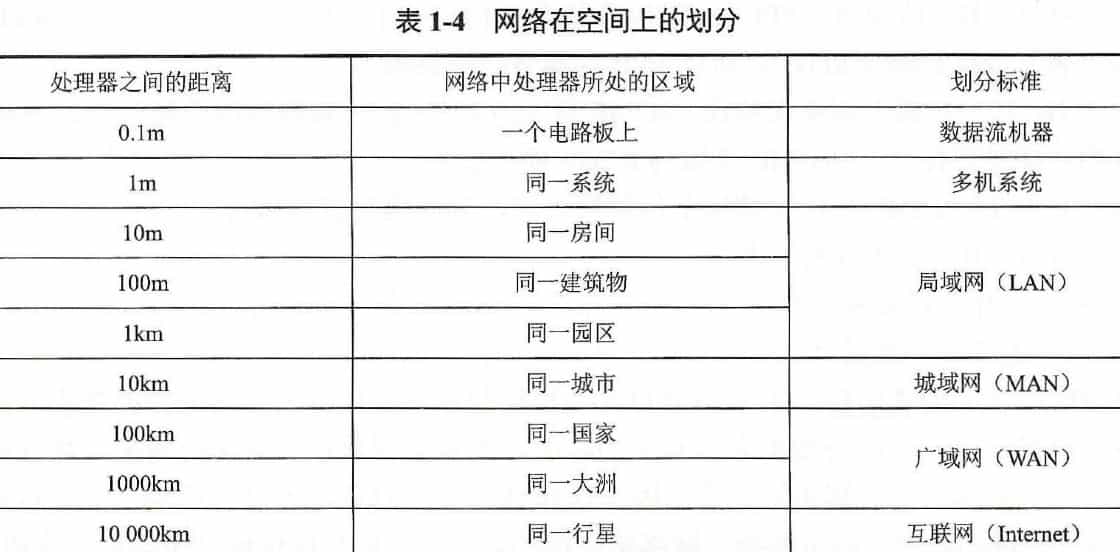 表 1-4 网络在空间上的划分
处理器之间的距离 网络中处理器所处的区域 划分标准
0.1m 一个电路板上 数据流机器
1m 同一系统 多机系统
10m 同一房间
100m 同一建筑物 局域网（LAN）
1km 同一园区
10km 同一城市 城域网（MAN）
100km 同一国家
广域网（WAN）
1000km 同一大洲
10 000km 同一行星 互联网（Internet）